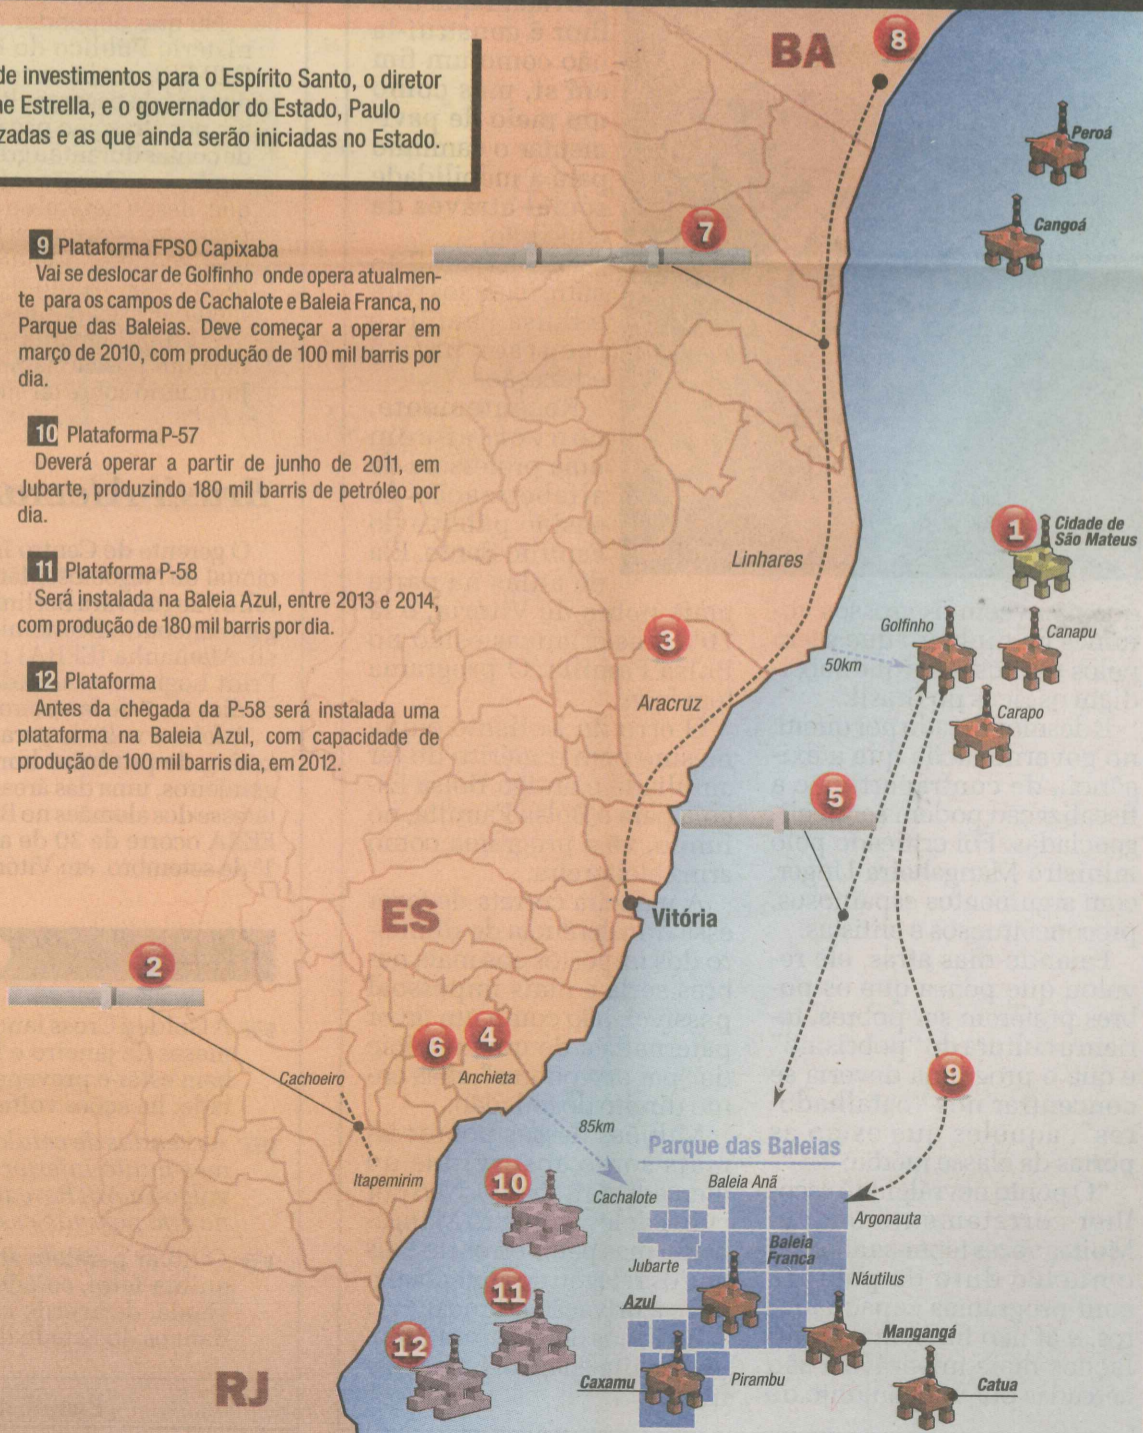 de investimentos para o Espírito Santo, o diretor
ne Estrella, e o governador do Estado, Paulo
zadas e as que ainda serão iniciadas no Estado.
9 Plataforma FPSO Capixaba
Vai se deslocar de Golfinho onde opera atualmen-
te para os campos de Cachalote e Baleia Franca, no
Parque das Baleias. Deve começar a operar em
março de 2010, com produção de 100 mil barris por
dia.
10 Plataforma P-57
Deverá operar a partir de junho de 2011, em
Jubarte, produzindo 180 mil barris de petróleo por
dia.
11 Plataforma P-58
Será instalada na Baleia Azul, entre 2013 e 2014,
com produção de 180 mil barris por dia.
12 Plataforma
Antes da chegada da P-58 será instalada uma
plataforma na Baleia Azul, com capacidade de
produção de 100 mil barris dia, em 2012.
BA
8
Peroá
Cangoá
7
1
Cidade de
São Mateus
Linhares
Golfinho
Canapu
3
50km
Carapo
Aracruz
5
ES
Vitória
2
6
4
Cachoeiro
Anchieta
9
85km
Parque das Baleias
Itapemirim
10
Cachalote
Baleia Anã
Argonauta
Baleia
Franca
Jubarte
Náutilus
11
Azul
Mangangá
12
Caxamu
Pirambu
Catua
RJ